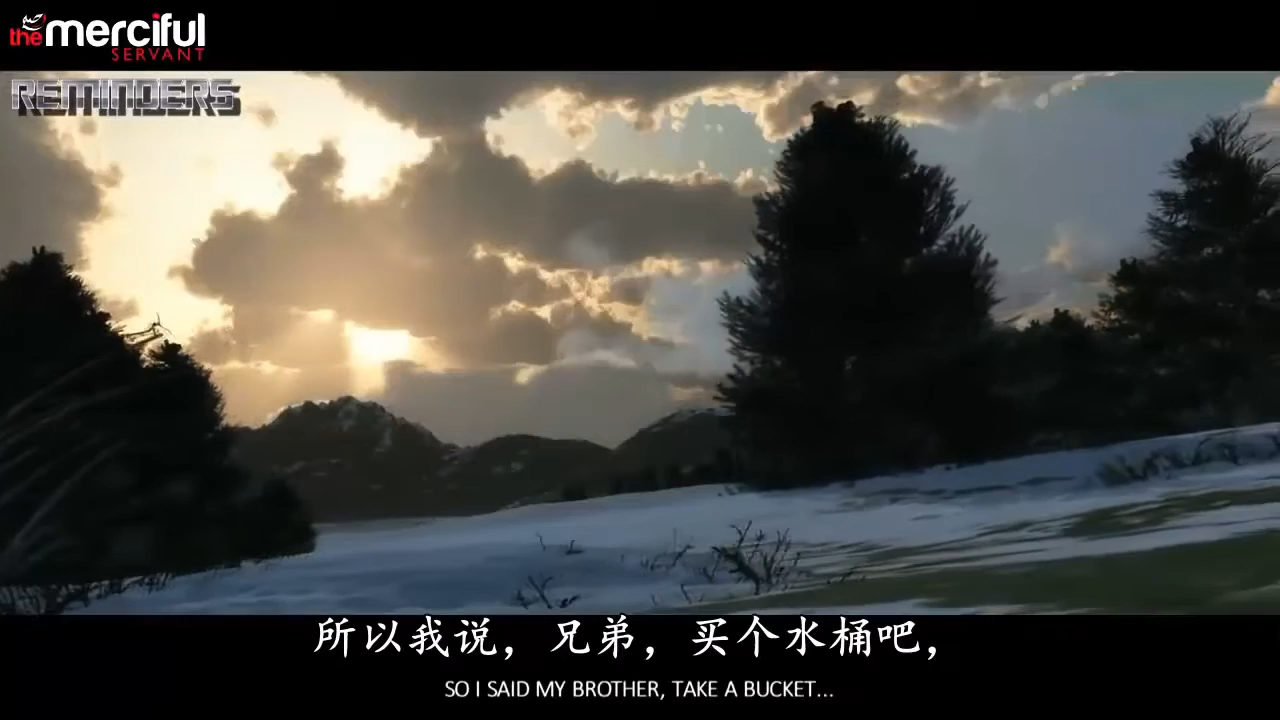 the merciful
SERVANT
REMINDERS
所以我说，兄弟，买个水桶吧，
SO I SAID MY BROTHER, TAKE A BUCKET...